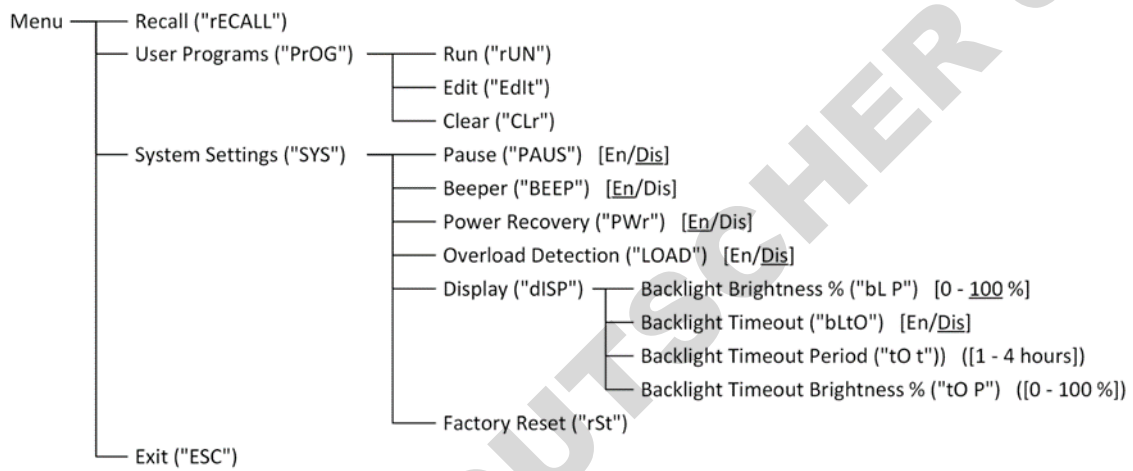 Menu Recall ("rECALL")
User Programs ("PrOG") Run ("rUN")
Edit ("EdIt")
Clear ("CLr")
System Settings ("SYS") Pause ("PAUS") [En/Dis]
Beeper ("BEEP") [En/Dis]
Power Recovery ("PWr") [En/Dis]
Overload Detection ("LOAD") [En/Dis]
Display ("dISP") Backlight Brightness % ("bL P") [0 - 100 %]
Backlight Timeout ("bLtO") [En/Dis]
Backlight Timeout Period ("tO t")) ([1 - 4 hours])
Backlight Timeout Brightness % ("tO P") ([0 - 100 %])
Factory Reset ("rSt")
Exit ("ESC")
UTSCHER